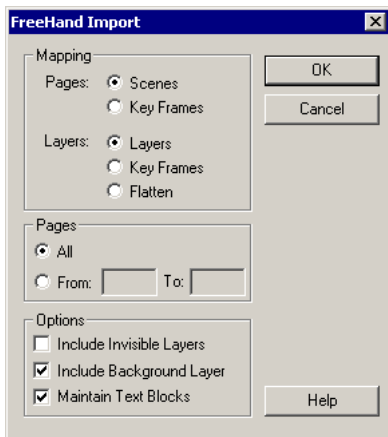 FreeHand Import
Mapping
Pages: Scenes
Key Frames
Layers: Layers
Key Frames
Flatten
Pages
All
From: To:
Options
Include Invisible Layers
Include Background Layer
Maintain Text Blocks
OK
Cancel
Help